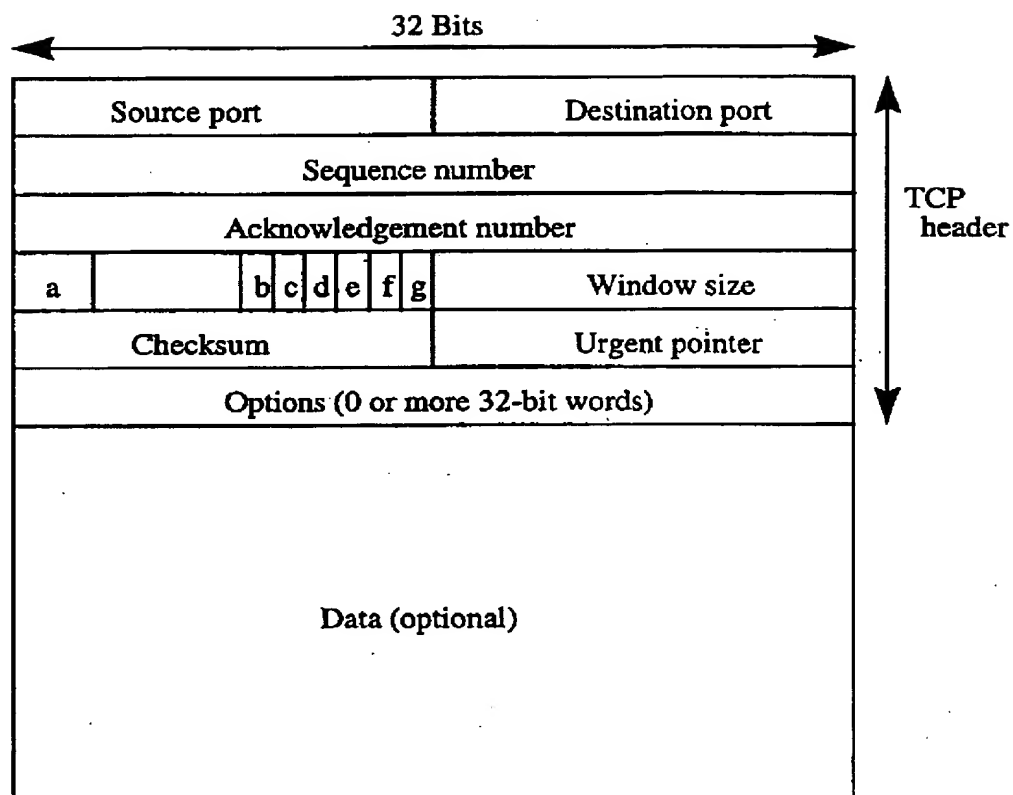 32 Bits
Source port
Destination port
Sequence number
TCP
header
Acknowledgement number
a
b
c
d
e
f
g
Window size
Checksum
Urgent pointer
Options (0 or more 32-bit words)
Data (optional)